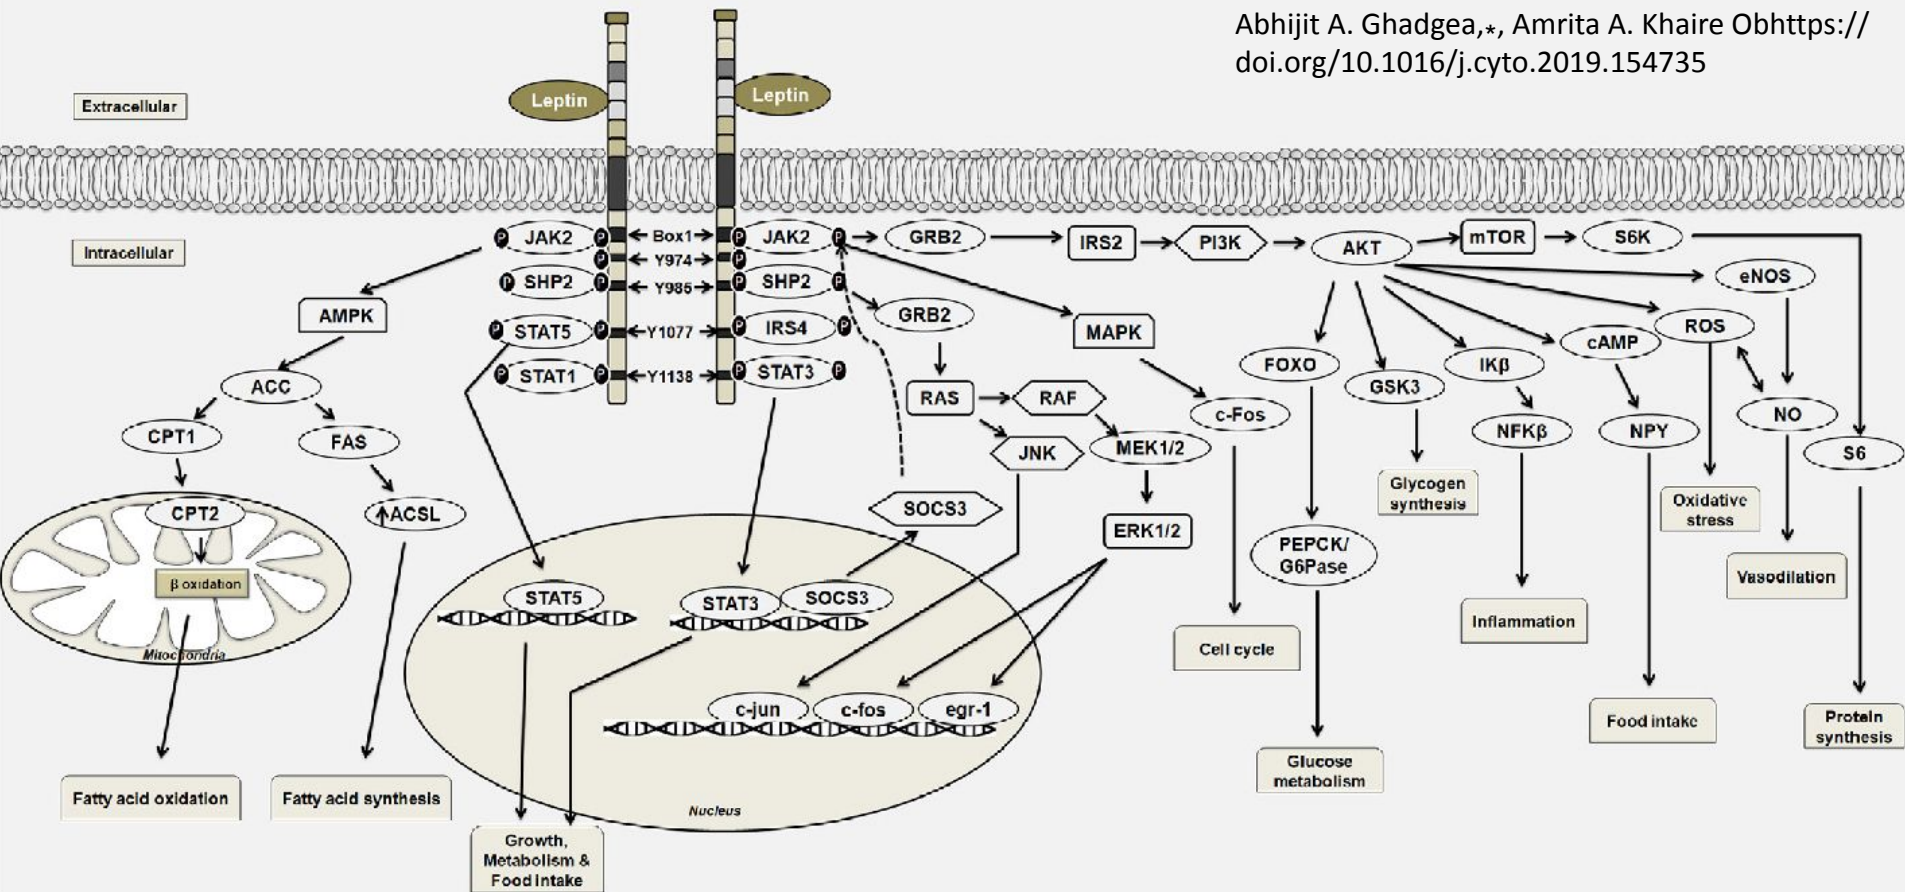 Abhijit A. Ghadgea,*, Amrita A. Khaire Obhttps://
doi.org/10.1016/j.cyto.2019.154735
Extracellular
Leptin
Leptin
Intracellular
P
JAK2
P
Box1
P
JAK2
P
GRB2
IRS2
PI3K
AKT
mTOR
S6K
P
Y974
P
P
SHP2
P
Y985
P
SHP2
P
eNOS
AMPK
GRB2
MAPK
P
STAT5
P
Y1077
P
IRS4
P
ROS
cAMP
FOXO
IKβ
GSK3
P
STAT1
P
Y1138
P
STAT3
P
ACC
RAS
RAF
c-Fos
NO
CPT1
FAS
JNK
MEK1/2
NFKβ
NPY
S6
Glycogen
synthesis
Oxidative
stress
CPT2
ACSL
SOCS3
ERK1/2
PEPCK/
G6Pase
β oxidation
Vasodilation
STAT5
STAT3
SOCS3
Inflammation
Mitochondria
Cell cycle
c-jun
c-fos
egr-1
Food intake
Protein
synthesis
Glucose
metabolism
Fatty acid oxidation
Fatty acid synthesis
Nucleus
Growth,
Metabolism &
Food intake